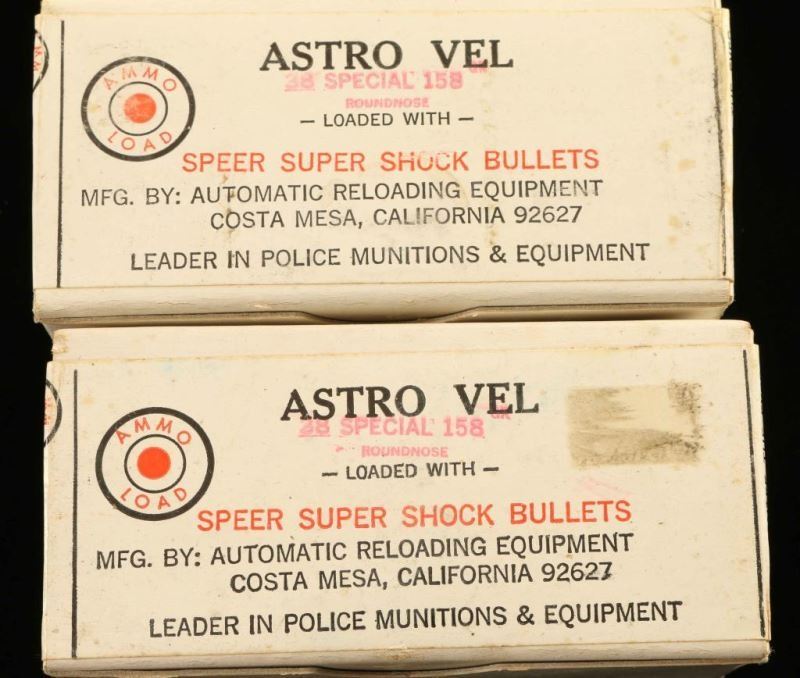 AMMO LOAD
ASTRO VEL
38 SPECIAL 158 GR
ROUNDNOSE
— LOADED WITH —
SPEER SUPER SHOCK BULLETS
MFG. BY: AUTOMATIC RELOADING EQUIPMENT
COSTA MESA, CALIFORNIA 92627
LEADER IN POLICE MUNITIONS & EQUIPMENT
AMMO LOAD
ASTRO VEL
38 SPECIAL 158 GR
ROUNDNOSE
— LOADED WITH —
SPEER SUPER SHOCK BULLETS
MFG. BY: AUTOMATIC RELOADING EQUIPMENT
COSTA MESA, CALIFORNIA 92627
LEADER IN POLICE MUNITIONS & EQUIPMENT